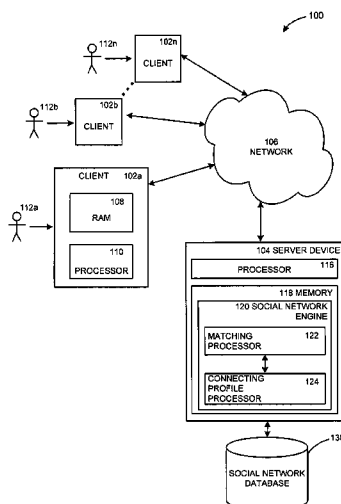 100
112n
102n
CLIENT
112b
102b
CLIENT
106
NETWORK
CLIENT 102a
112a
108
RAM
110
PROCESSOR
104 SERVER DEVICE
116
PROCESSOR
118 MEMORY
120 SOCIAL NETWORK
ENGINE
MATCHING 122
PROCESSOR
CONNECTING 124
PROFILE
PROCESSOR
130
SOCIAL NETWORK
DATABASE